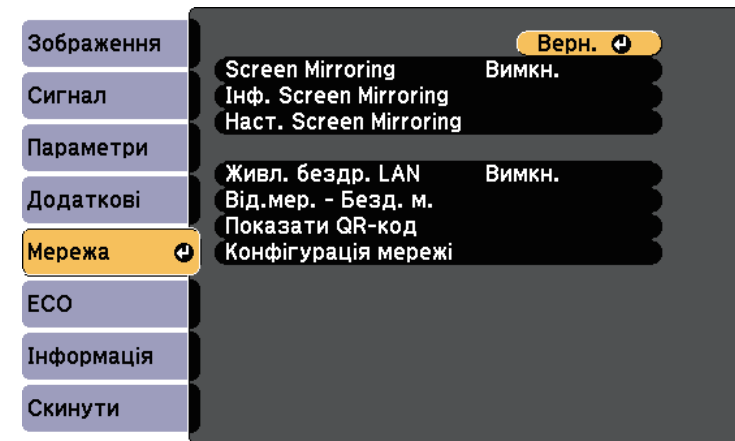 Зображення
Сигнал
Параметри
Додаткові
Мережа
ECO
Інформація
Скинути
Верн.
Screen Mirroring Вимкн.
Інф. Screen Mirroring
Наст. Screen Mirroring
Живл. бездр. LAN Вимкн.
Від.мер. - Безд. м.
Показати QR-код
Конфігурація мережі